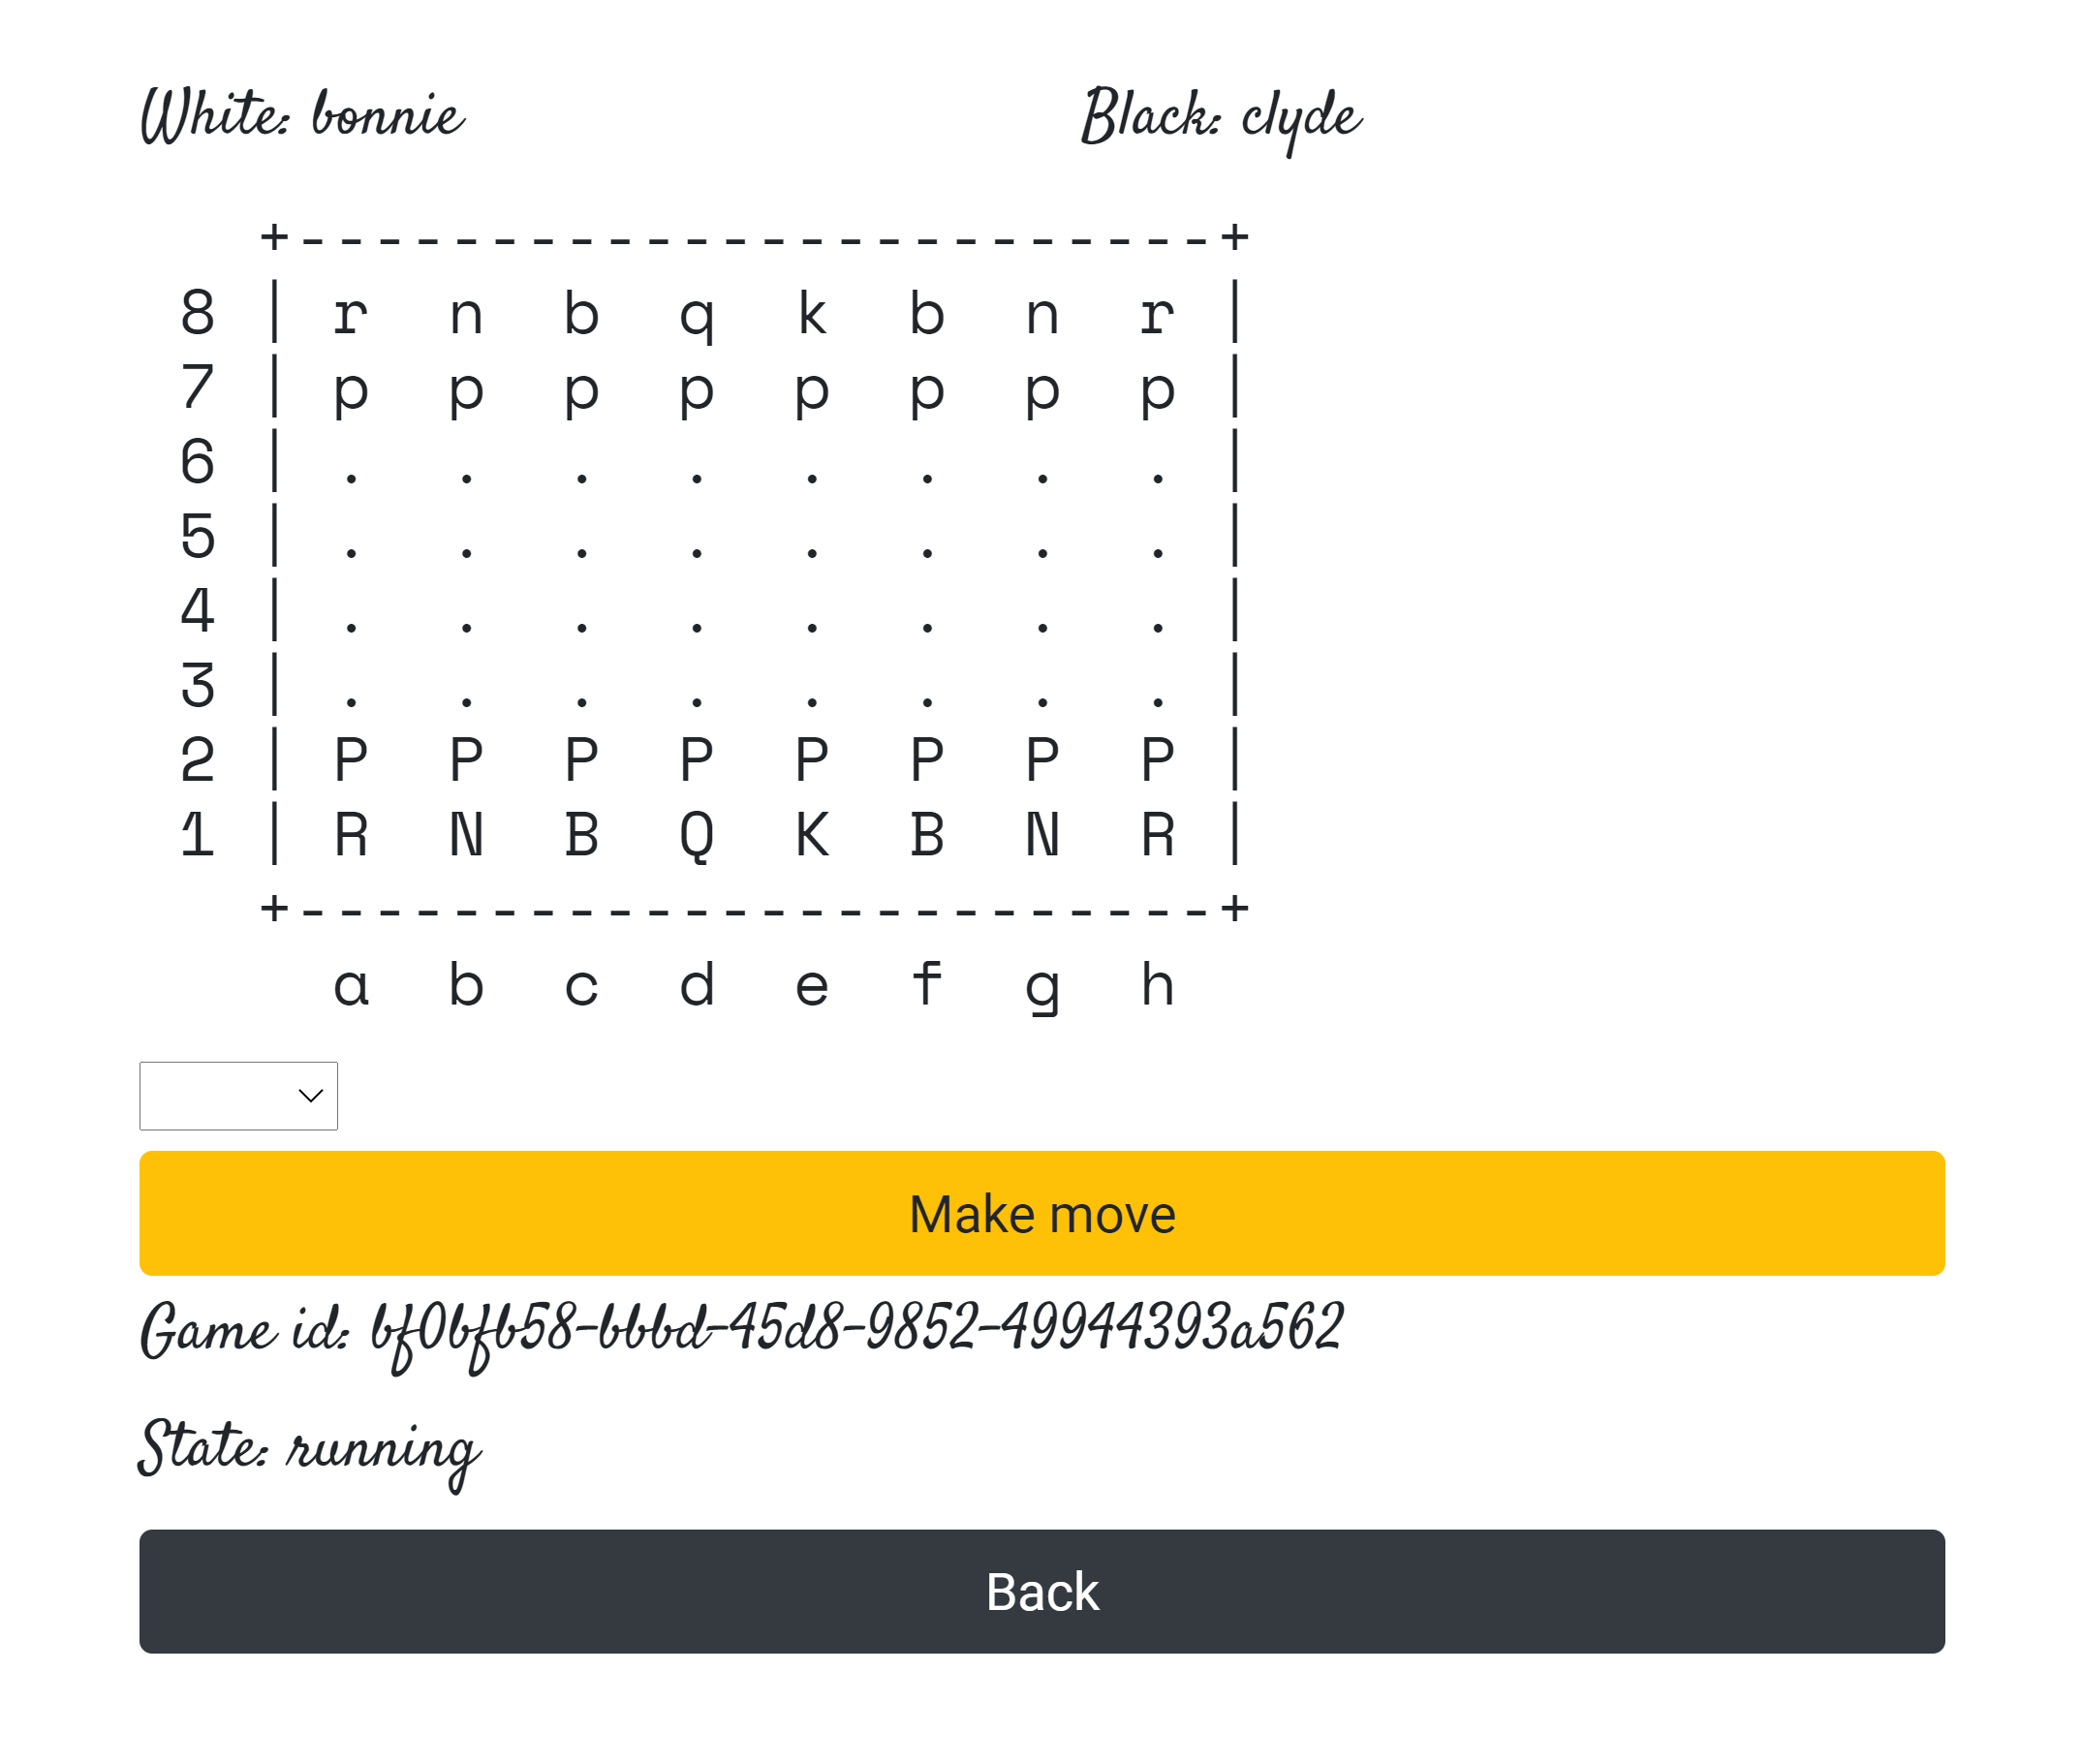 White: bonnie Black: clyde
+------------------------+
8 | r n b q k b n r |
7 | p p p p p p p p |
6 | . . . . . . . . |
5 | . . . . . . . . |
4 | . . . . . . . . |
3 | . . . . . . . . |
2 | P P P P P P P P |
1 | R N B Q K B N R |
+------------------------+
a b c d e f g h
Make move
Game id: bf0bfb58-bbbd-45d8-9852-49944393a562
State: running
Back